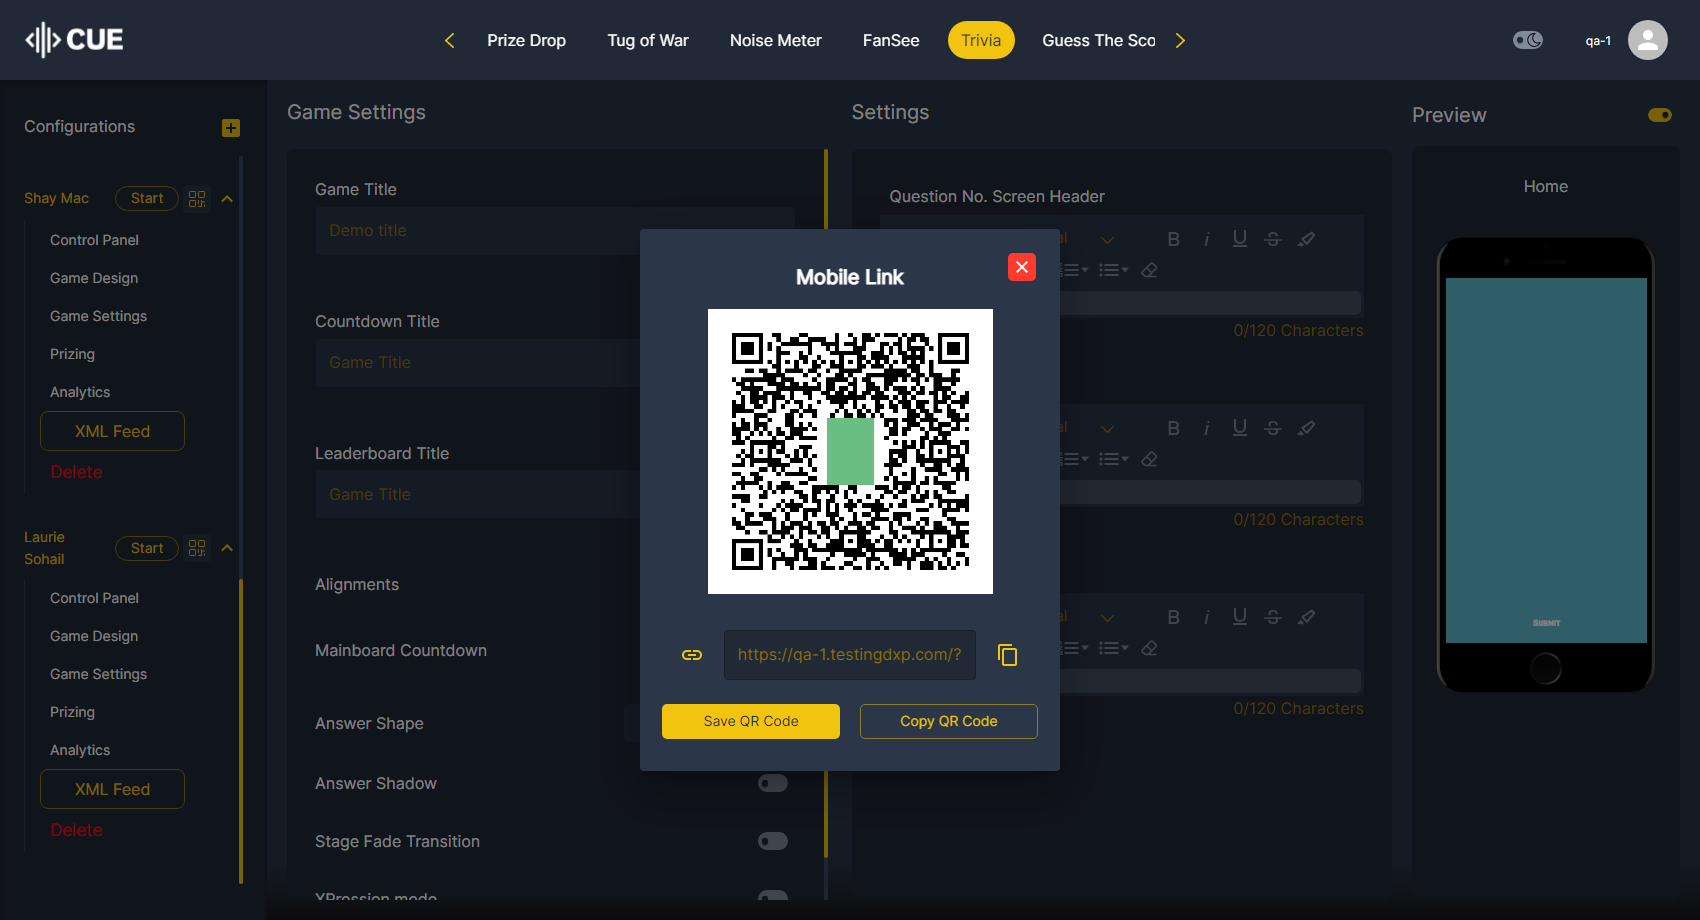 CUE
Prize Drop
Tug of War
Noise Meter
FanSee
Trivia
Guess The Sco
qa-1
Configurations
Shay Mac
Start
Control Panel
Game Design
Game Settings
Prizing
Analytics
XML Feed
Delete
Laurie
Sohail
Start
Control Panel
Game Design
Game Settings
Prizing
Analytics
XML Feed
Delete
Game Settings
Game Title
Demo title
Countdown Title
Game Title
Leaderboard Title
Game Title
Alignments
Mainboard Countdown
Answer Shape
Answer Shadow
Stage Fade Transition
XPression mode
Mobile Link
https://qa-1.testingdxp.com/?
Save QR Code
Copy QR Code
Settings
Question No. Screen Header
al
B i U S
0/120 Characters
al
B i U S
0/120 Characters
al
B i U S
0/120 Characters
Preview
Home
SUBMIT